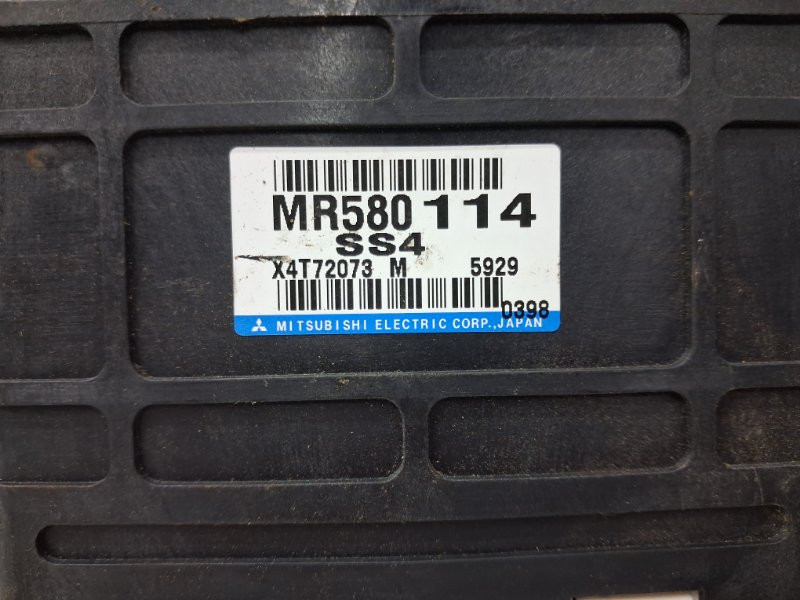 MR580 114
SS4
X4T72073 M 5929
0398
MITSUBISHI ELECTRIC CORP.,JAPAN